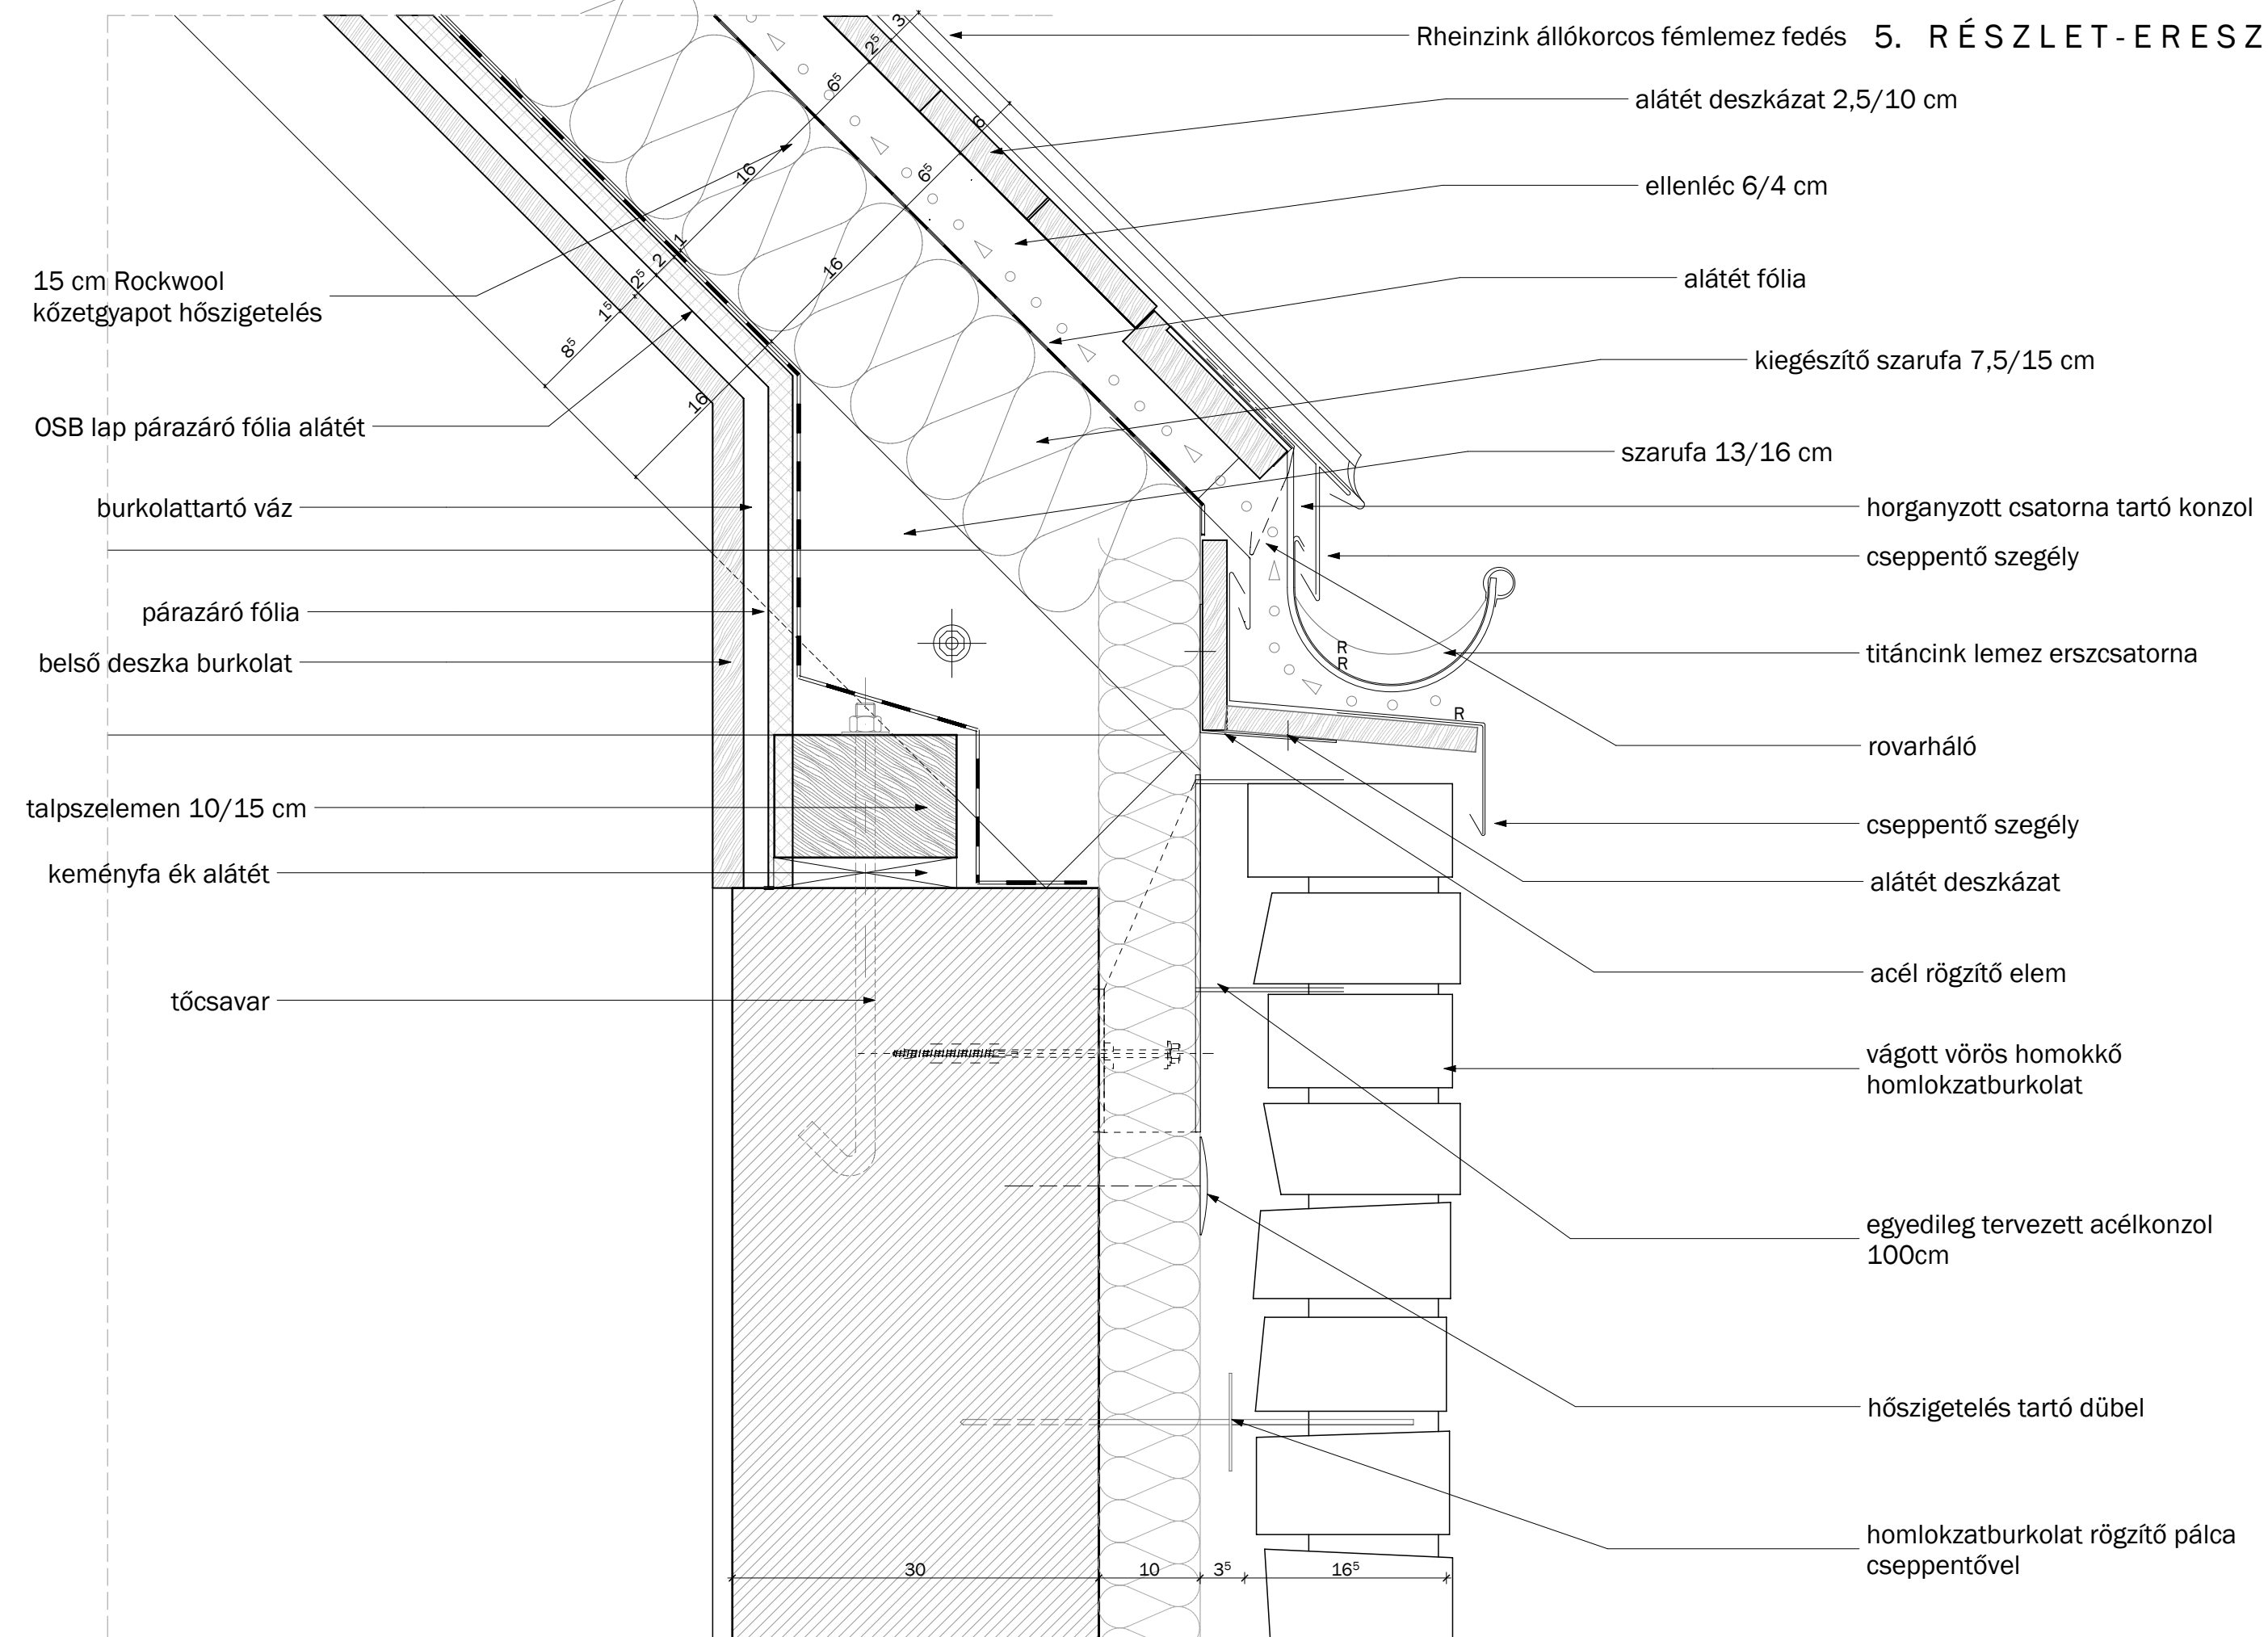 Rheinzink állókorcos fémlemez fedés
5. RÉSZLET-ERESZ
alátét deszkázat 2,5/10 cm
ellenléc 6/4 cm
alátét fólia
kiegészítő szarufa 7,5/15 cm
szarufa 13/16 cm
horganyzott csatorna tartó konzol
cseppentő szegély
titáncink lemez erszcsatorna
rovarháló
cseppentő szegély
alátét deszkázat
acél rögzítő elem
vágott vörös homokkő
homlokzatburkolat
egyedileg tervezett acélkonzol
100cm
hőszigetelés tartó dübel
homlokzatburkolat rögzítő pálca
cseppentővel
15 cm Rockwool
kőzetgyapot hőszigetelés
OSB lap párazáró fólia alátét
burkolattartó váz
párazáró fólia
belső deszka burkolat
talpszelemen 10/15 cm
keményfa ék alátét
tőcsavar
3
2⁵
6⁵
16
1
2
2⁵
1⁵
8⁵
6
6⁵
16
16
R
R
R
30
10
3⁵
16⁵